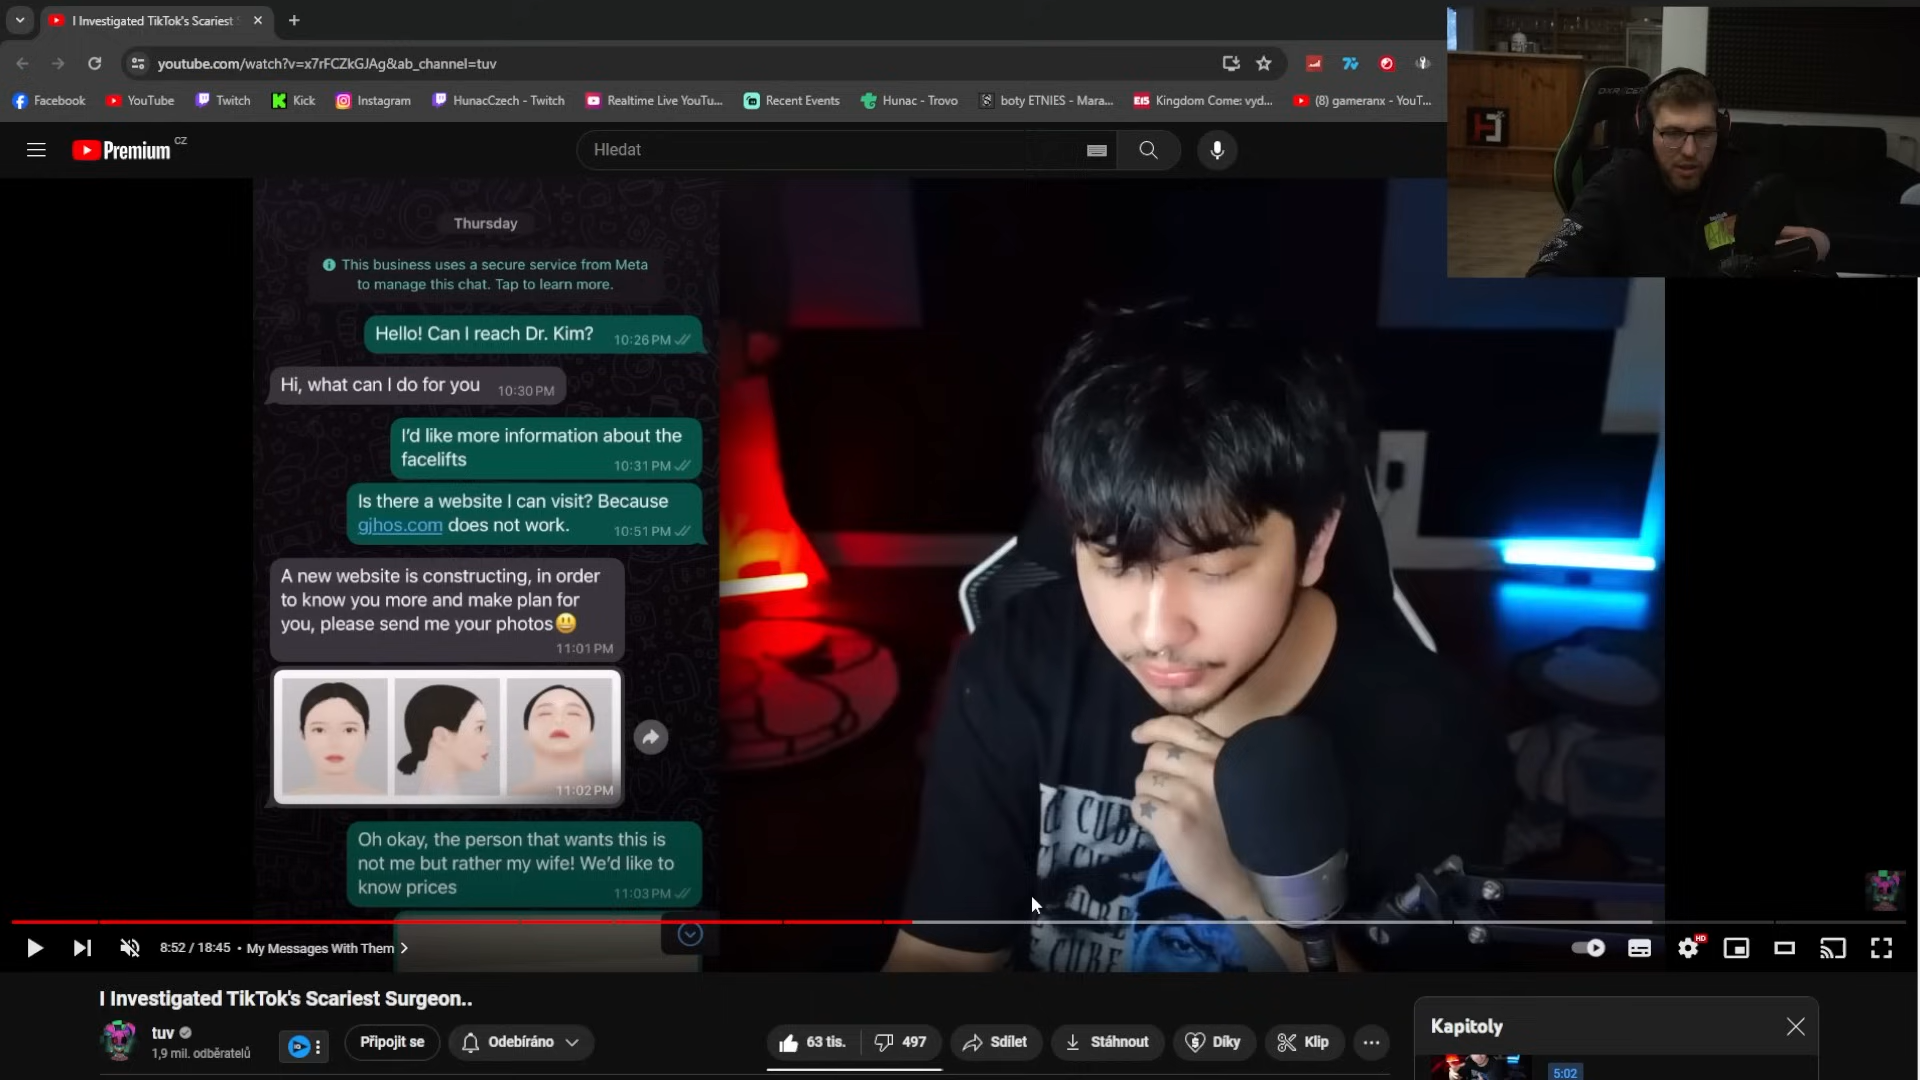 I Investigated TikTok's Scariest
youtube.com/watch?v=x7rFCZkGJAg&ab_channel=tuv
Facebook YouTube Twitch Kick Instagram HunacCzech - Twitch Realtime Live YouTu... Recent Events Hunac - Trovo boty ETNIES - Mara... E15 Kingdom Come: vyd... (8) gameranx - YouT...
Premium CZ
Hledat
Thursday
This business uses a secure service from Meta
to manage this chat. Tap to learn more.
Hello! Can I reach Dr. Kim? 10:26 PM
Hi, what can I do for you 10:30 PM
I'd like more information about the
facelifts 10:31 PM
Is there a website I can visit? Because
gjhos.com does not work. 10:51 PM
A new website is constructing, in order
to know you more and make plan for
you, please send me your photos😃
11:01 PM
11:02 PM
Oh okay, the person that wants this is
not me but rather my wife! We'd like to
know prices 11:03 PM
8:52 / 18:45 • My Messages With Them
HD
I Investigated TikTok's Scariest Surgeon..
tuv
1,9 mil. odběratelů
Připojit se
Odebíráno
63 tis.
497
Sdílet
Stáhnout
Díky
Klip
Kapitoly
5:02